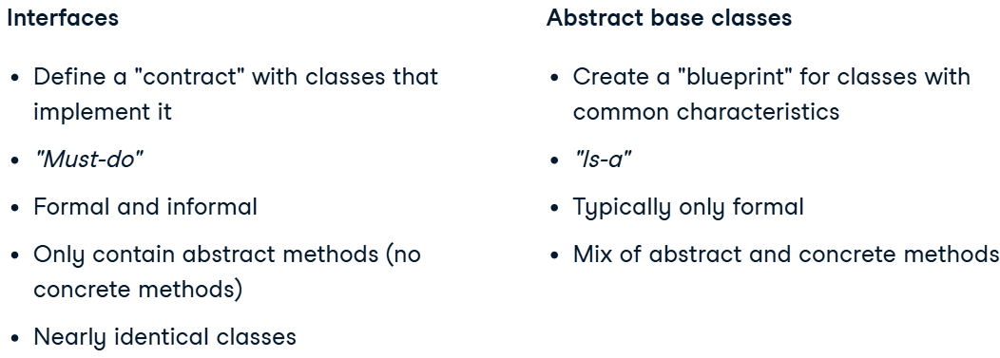 Interfaces
• Define a "contract" with classes that
implement it
• "Must-do"
• Formal and informal
• Only contain abstract methods (no
concrete methods)
• Nearly identical classes
Abstract base classes
• Create a "blueprint" for classes with
common characteristics
• "Is-a"
• Typically only formal
• Mix of abstract and concrete methods